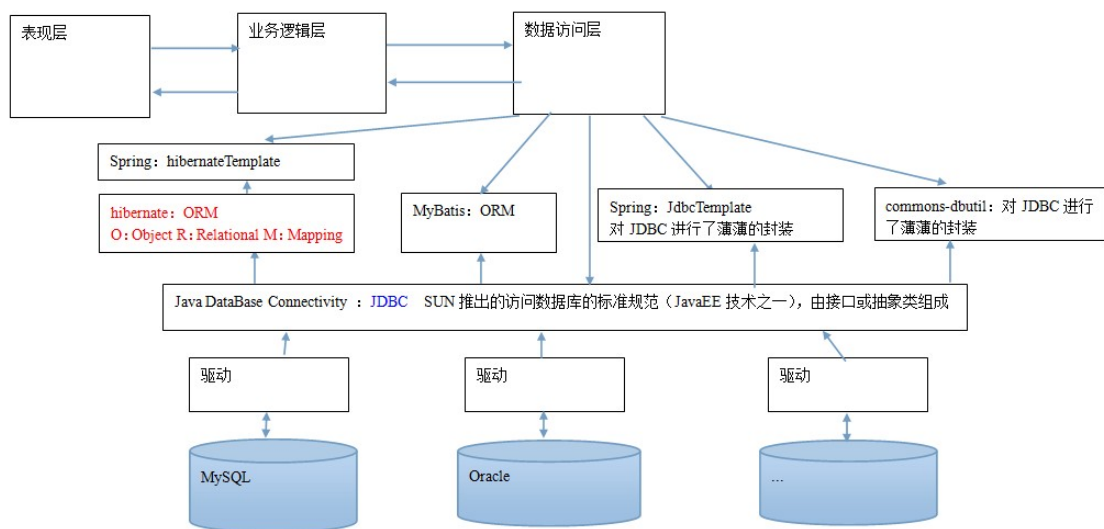 表现层
业务逻辑层
数据访问层
Spring：hibernateTemplate
hibernate：ORM
O：Object R：Relational M：Mapping
MyBatis：ORM
Spring：JdbcTemplate
对 JDBC 进行了薄薄的封装
commons-dbutil：对 JDBC 进行
了薄薄的封装
Java DataBase Connectivity ：JDBC SUN 推出的访问数据库的标准规范（JavaEE 技术之一），由接口或抽象类组成
驱动
驱动
驱动
MySQL
Oracle
...